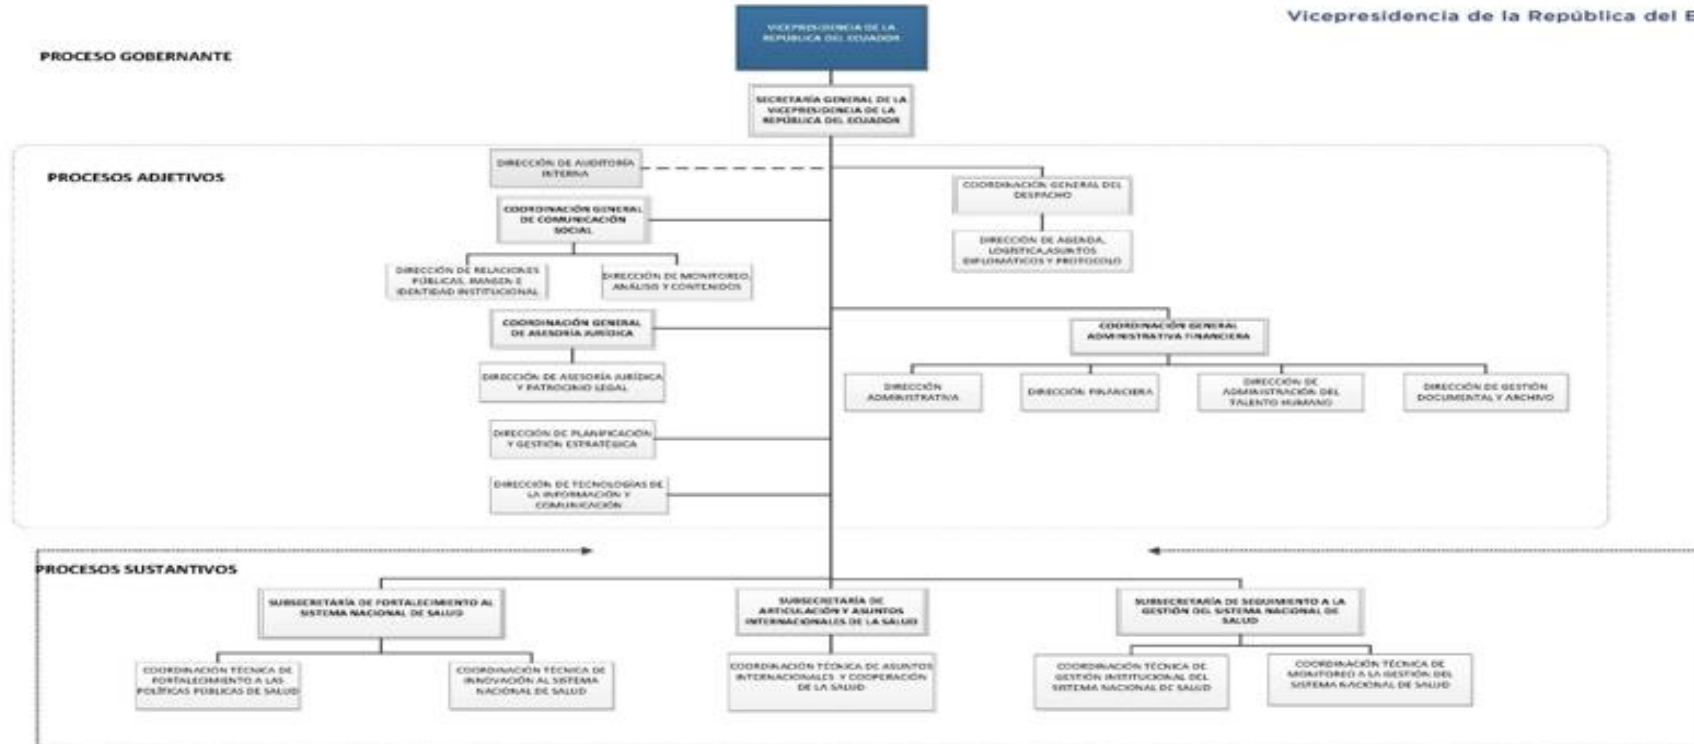 Vicepresidencia de la República del E
VICEPRESIDENCIA DE LA
REPÚBLICA DEL ECUADOR
PROCESO GOBERNANTE
SECRETARÍA GENERAL DE LA
VICEPRESIDENCIA DE LA
REPÚBLICA DEL ECUADOR
PROCESOS ADJETIVOS
DIRECCIÓN DE AUDITORÍA
INTERNA
COORDINACIÓN GENERAL DEL
DESPACHO
COORDINACIÓN GENERAL
DE COMUNICACIÓN
SOCIAL
DIRECCIÓN DE AGENDA,
LOGÍSTICA,ASUNTOS
DIPLOMÁTICOS Y PROTOCOLO
DIRECCIÓN DE RELACIONES
PÚBLICAS, IMAGEN E
IDENTIDAD INSTITUCIONAL
DIRECCIÓN DE MONITOREO,
ANÁLISIS Y CONTENIDOS
COORDINACIÓN GENERAL
DE ASESORÍA JURÍDICA
COORDINACIÓN GENERAL
ADMINISTRATIVA FINANCIERA
DIRECCIÓN DE ASESORÍA JURÍDICA
Y PATROCINIO LEGAL
DIRECCIÓN
ADMINISTRATIVA
DIRECCIÓN FINANCIERA
DIRECCIÓN DE
ADMINISTRACIÓN DEL
TALENTO HUMANO
DIRECCIÓN DE GESTIÓN
DOCUMENTAL Y ARCHIVO
DIRECCIÓN DE PLANIFICACIÓN
Y GESTIÓN ESTRATÉGICA
DIRECCIÓN DE TECNOLOGÍAS DE
LA INFORMACIÓN Y
COMUNICACIÓN
PROCESOS SUSTANTIVOS
SUBSECRETARÍA DE FORTALECIMIENTO AL
SISTEMA NACIONAL DE SALUD
SUBSECRETARÍA DE
ARTICULACIÓN Y ASUNTOS
INTERNACIONALES DE LA SALUD
SUBSECRETARÍA DE SEGUIMIENTO A LA
GESTIÓN DEL SISTEMA NACIONAL DE
SALUD
COORDINACIÓN TÉCNICA DE
FORTALECIMIENTO A LAS
POLÍTICAS PÚBLICAS DE SALUD
COORDINACIÓN TÉCNICA DE
INNOVACIÓN AL SISTEMA
NACIONAL DE SALUD
COORDINACIÓN TÉCNICA DE ASUNTOS
INTERNACIONALES Y COOPERACIÓN
DE LA SALUD
COORDINACIÓN TÉCNICA DE
GESTIÓN INSTITUCIONAL DEL
SISTEMA NACIONAL DE SALUD
COORDINACIÓN TÉCNICA DE
MONITOREO A LA GESTIÓN DEL
SISTEMA NACIONAL DE SALUD